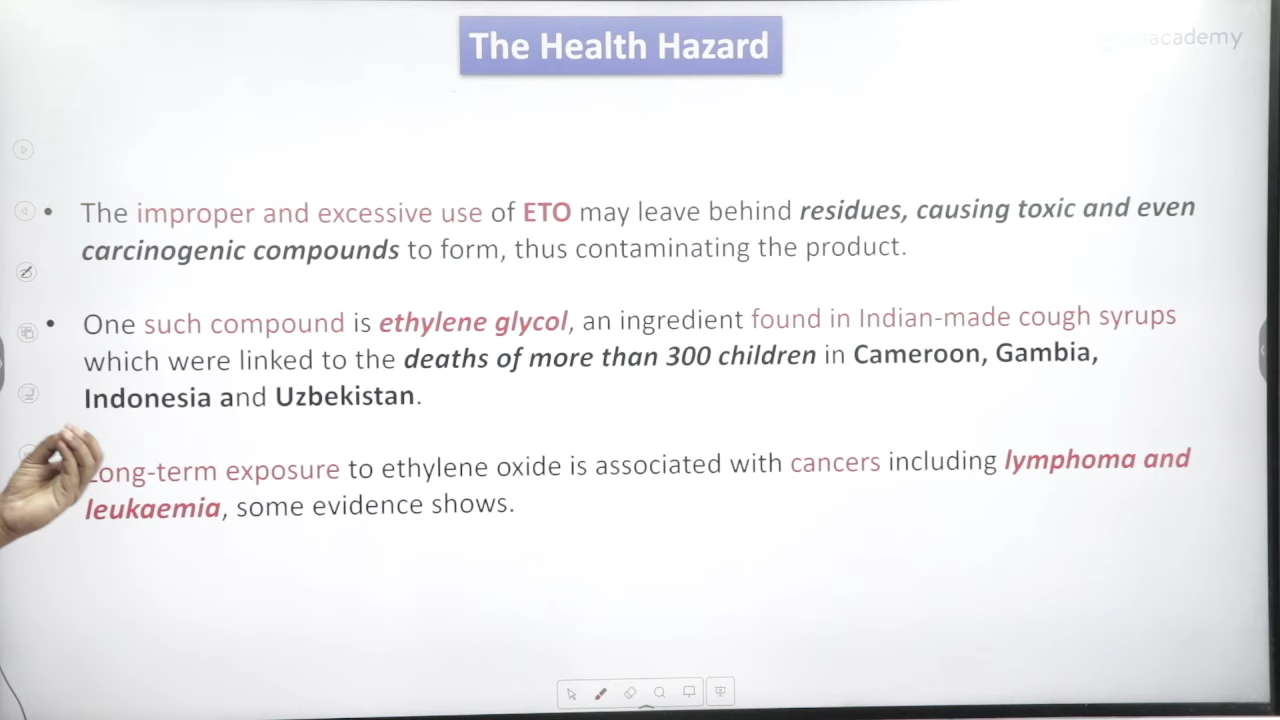 The Health Hazard
• The improper and excessive use of ETO may leave behind residues, causing toxic and even
carcinogenic compounds to form, thus contaminating the product.
• One such compound is ethylene glycol, an ingredient found in Indian-made cough syrups
which were linked to the deaths of more than 300 children in Cameroon, Gambia,
Indonesia and Uzbekistan.
Long-term exposure to ethylene oxide is associated with cancers including lymphoma and
leukaemia, some evidence shows.